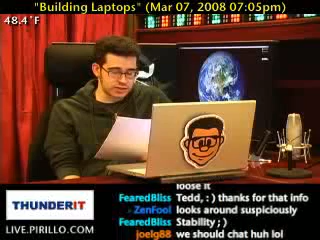 "Building Laptops" (Mar 07, 2008 07:05pm)
48.4°F
loose it
FearedBliss Tedd, : ) thanks for that info
ZenFool looks around suspiciously
FearedBliss Stability ; )
joelg88 we should chat huh lol
THUNDERIT
LIVE.PIRILLO.COM